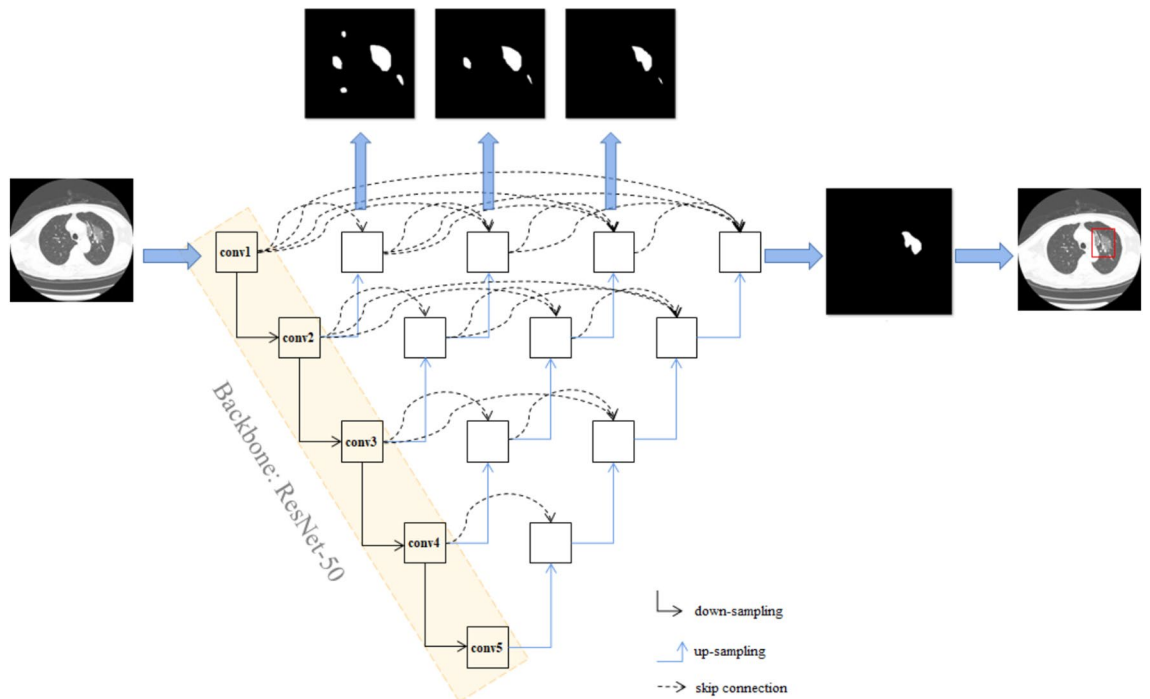 conv1
conv2
conv3
conv4
conv5
Backbone: ResNet-50
down-sampling
up-sampling
skip connection